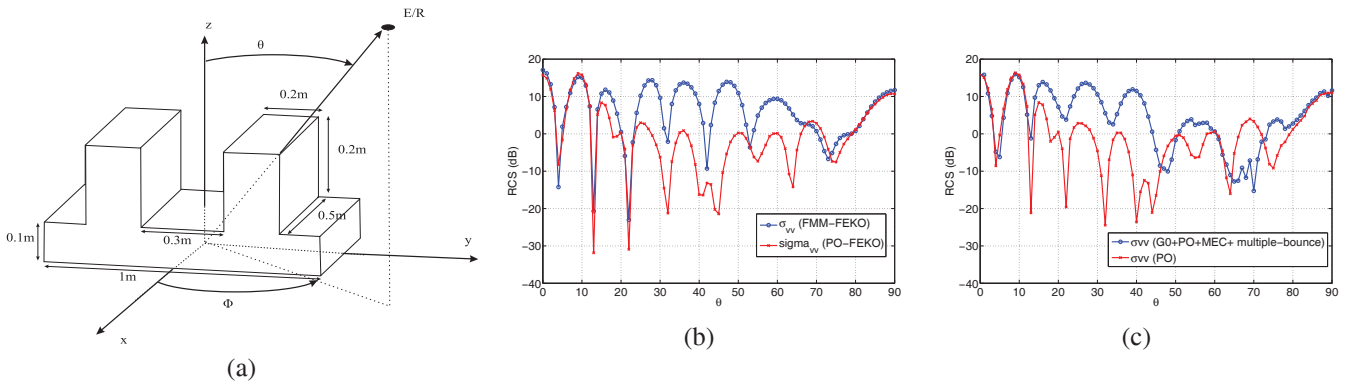 E/R
z
θ
0.2m
0.2m
0.5m
0.1m
0.3m
1m
y
Φ
x
(a)
20
10
0
−10
−20
−30
−40
RCS (dB)
0 10 20 30 40 50 60 70 80 90
θ
σvv (FMM−FEKO)
sigmavv (PO−FEKO)
(b)
20
10
0
−10
−20
−30
−40
RCS (dB)
0 10 20 30 40 50 60 70 80 90
θ
σvv (G0+PO+MEC+ multiple−bounce)
σvv (PO)
(c)